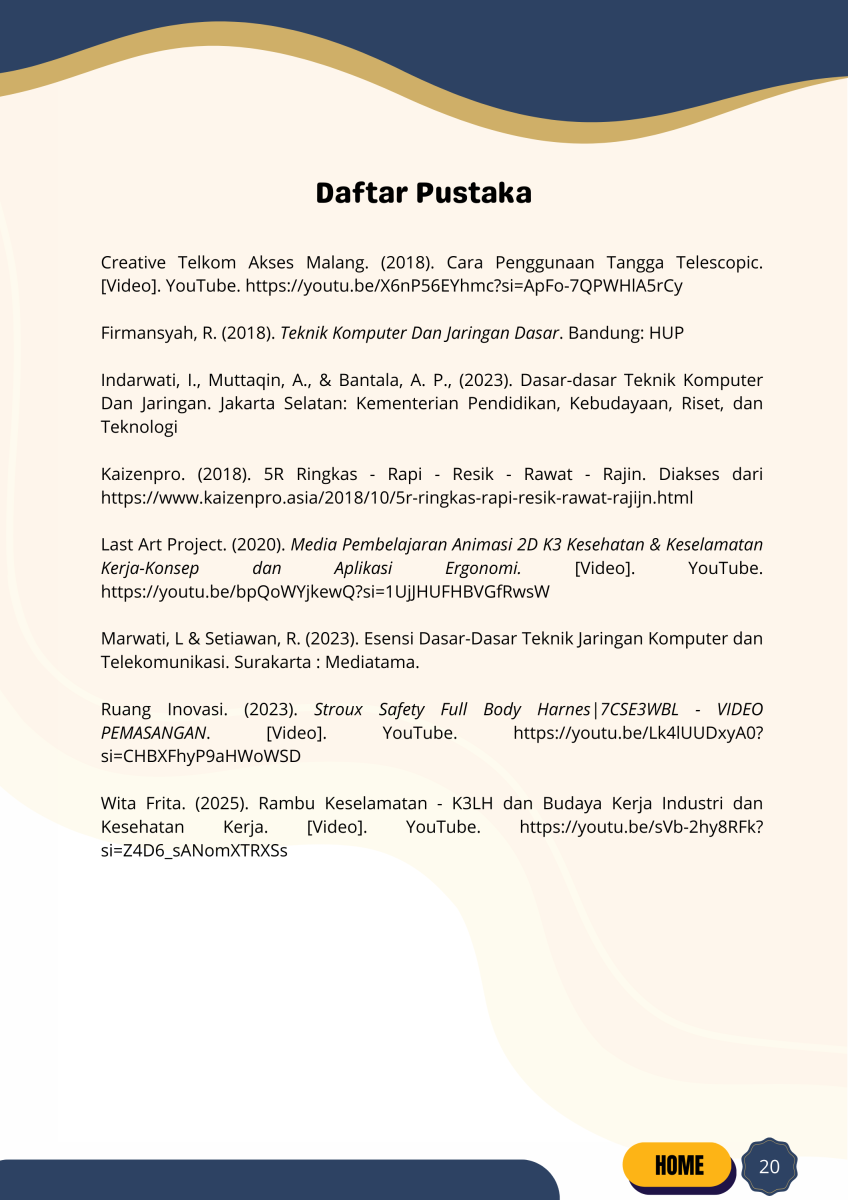 Daftar Pustaka
Creative Telkom Akses Malang. (2018). Cara Penggunaan Tangga Telescopic.
[Video]. YouTube. https://youtu.be/X6nP56EYhmc?si=ApFo-7QPWHlA5rCy
Firmansyah, R. (2018). Teknik Komputer Dan Jaringan Dasar. Bandung: HUP
Indarwati, I., Muttaqin, A., & Bantala, A. P., (2023). Dasar-dasar Teknik Komputer
Dan Jaringan. Jakarta Selatan: Kementerian Pendidikan, Kebudayaan, Riset, dan
Teknologi
Kaizenpro. (2018). 5R Ringkas - Rapi - Resik - Rawat - Rajin. Diakses dari
https://www.kaizenpro.asia/2018/10/5r-ringkas-rapi-resik-rawat-rajijn.html
Last Art Project. (2020). Media Pembelajaran Animasi 2D K3 Kesehatan & Keselamatan
Kerja-Konsep dan Aplikasi Ergonomi. [Video]. YouTube.
https://youtu.be/bpQoWYjkewQ?si=1UjJHUFHBVGfRwsW
Marwati, L & Setiawan, R. (2023). Esensi Dasar-Dasar Teknik Jaringan Komputer dan
Telekomunikasi. Surakarta : Mediatama.
Ruang Inovasi. (2023). Stroux Safety Full Body Harnes|7CSE3WBL - VIDEO
PEMASANGAN. [Video]. YouTube. https://youtu.be/Lk4lUUDxyA0?
si=CHBXFhyP9aHWoWSD
Wita Frita. (2025). Rambu Keselamatan - K3LH dan Budaya Kerja Industri dan
Kesehatan Kerja. [Video]. YouTube. https://youtu.be/sVb-2hy8RFk?
si=Z4D6_sANomXTRXSs
HOME
20